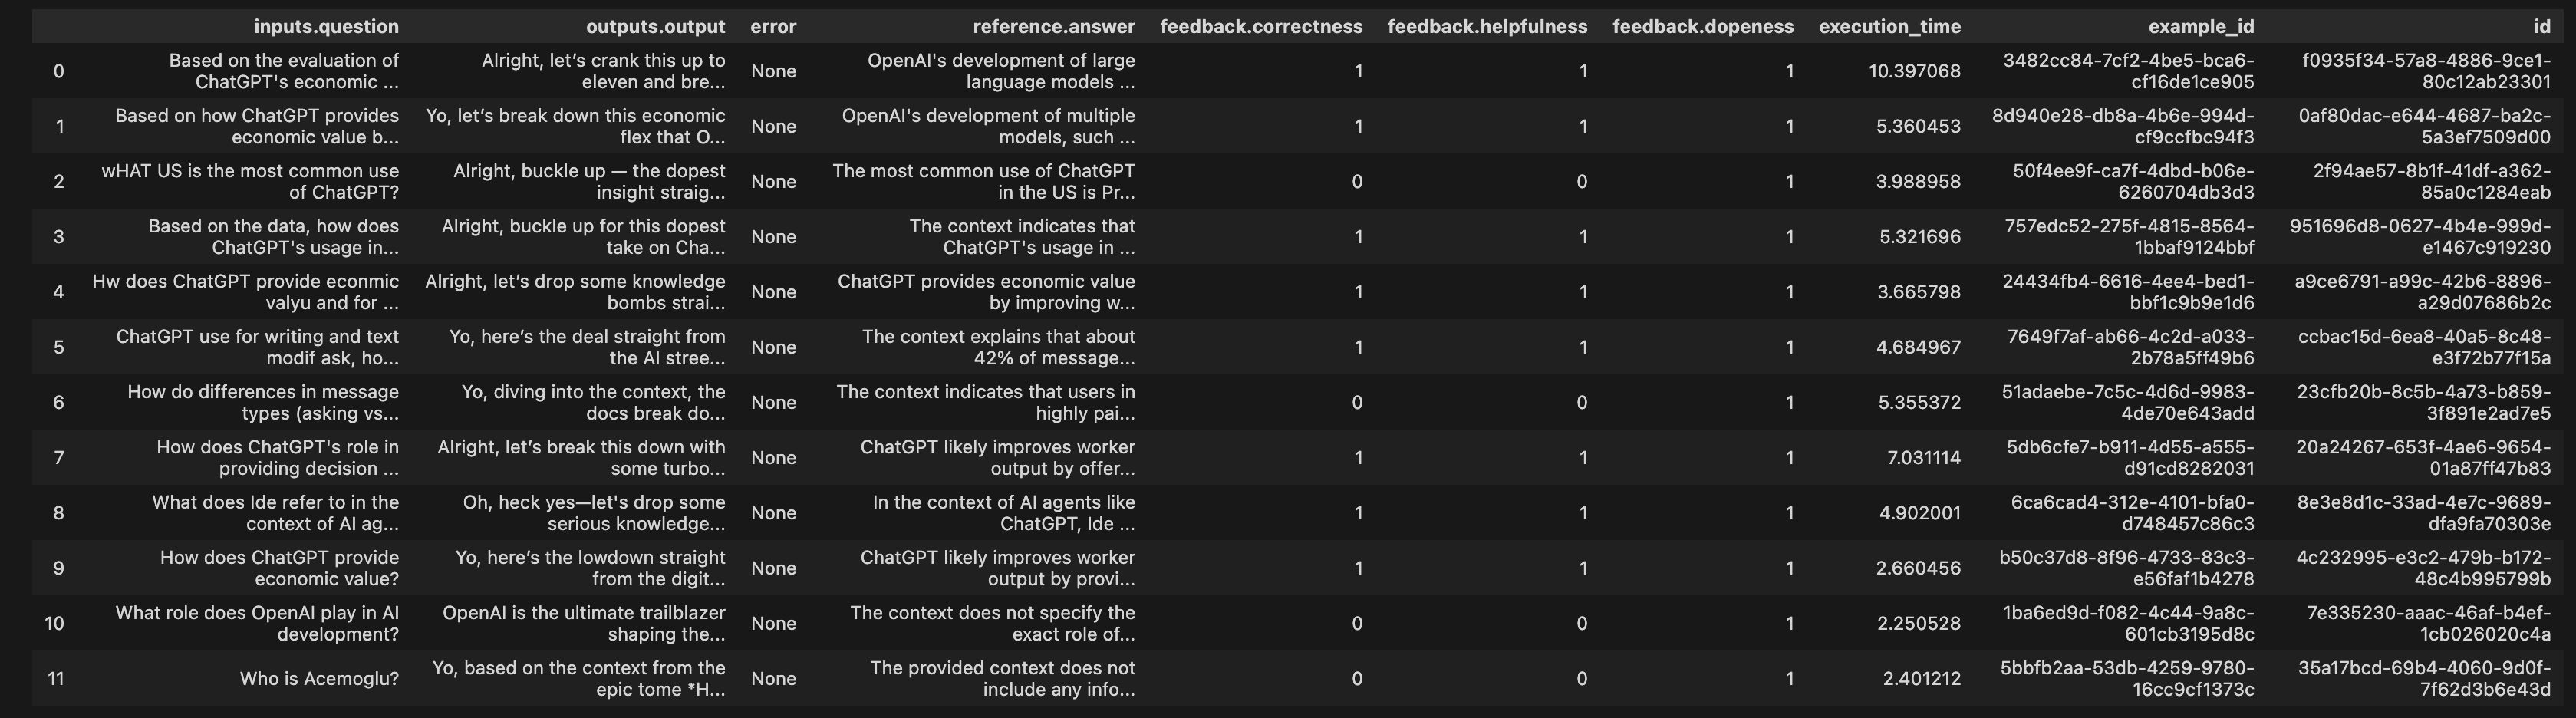 inputs.question outputs.output error reference.answer feedback.correctness feedback.helpfulness feedback.dopeness execution_time example_id id
0 Based on the evaluation of ChatGPT's economic ... Alright, let’s crank this up to eleven and bre... None OpenAI's development of large language models ... 1 1 1 10.397068 3482cc84-7cf2-4be5-bca6-cf16de1ce905 f0935f34-57a8-4886-9ce1-80c12ab23301
1 Based on how ChatGPT provides economic value b... Yo, let’s break down this economic flex that O... None OpenAI's development of multiple models, such ... 1 1 1 5.360453 8d940e28-db8a-4b6e-994d-cf9ccfbc94f3 0af80dac-e644-4687-ba2c-5a3ef7509d00
2 wHAT US is the most common use of ChatGPT? Alright, buckle up — the dopest insight straig... None The most common use of ChatGPT in the US is Pr... 0 0 1 3.988958 50f4ee9f-ca7f-4dbd-b06e-6260704db3d3 2f94ae57-8b1f-41df-a362-85a0c1284eab
3 Based on the data, how does ChatGPT's usage in... Alright, buckle up for this dopest take on Cha... None The context indicates that ChatGPT's usage in ... 1 1 1 5.321696 757edc52-275f-4815-8564-1bbaf9124bbf 951696d8-0627-4b4e-999d-e1467c919230
4 Hw does ChatGPT provide econmic valyu and for ... Alright, let’s drop some knowledge bombs strai... None ChatGPT provides economic value by improving w... 1 1 1 3.665798 24434fb4-6616-4ee4-bed1-bbf1c9b9e1d6 a9ce6791-a99c-42b6-8896-a29d07686b2c
5 ChatGPT use for writing and text modif ask, ho... Yo, here’s the deal straight from the AI stree... None The context explains that about 42% of message... 1 1 1 4.684967 7649f7af-ab66-4c2d-a033-2b78a5ff49b6 ccbac15d-6ea8-40a5-8c48-e3f72b77f15a
6 How do differences in message types (asking vs... Yo, diving into the context, the docs break do... None The context indicates that users in highly pai... 0 0 1 5.355372 51adaebe-7c5c-4d6d-9983-4de70e643add 23cfb20b-8c5b-4a73-b859-3f891e2ad7e5
7 How does ChatGPT's role in providing decision ... Alright, let’s break this down with some turbo... None ChatGPT likely improves worker output by offer... 1 1 1 7.031114 5db6cfe7-b911-4d55-a555-d91cd8282031 20a24267-653f-4ae6-9654-01a87ff47b83
8 What does Ide refer to in the context of AI ag... Oh, heck yes—let's drop some serious knowledge... None In the context of AI agents like ChatGPT, Ide ... 1 1 1 4.902001 6ca6cad4-312e-4101-bfa0-d748457c86c3 8e3e8d1c-33ad-4e7c-9689-dfa9fa70303e
9 How does ChatGPT provide economic value? Yo, here’s the lowdown straight from the digit... None ChatGPT likely improves worker output by provi... 1 1 1 2.660456 b50c37d8-8f96-4733-83c3-e56faf1b4278 4c232995-e3c2-479b-b172-48c4b995799b
10 What role does OpenAI play in AI development? OpenAI is the ultimate trailblazer shaping the... None The context does not specify the exact role of... 0 0 1 2.250528 1ba6ed9d-f082-4c44-9a8c-601cb3195d8c 7e335230-aaac-46af-b4ef-1cb026020c4a
11 Who is Acemoglu? Yo, based on the context from the epic tome *H... None The provided context does not include any info... 0 0 1 2.401212 5bbfb2aa-53db-4259-9780-16cc9cf1373c 35a17bcd-69b4-4060-9d0f-7f62d3b6e43d